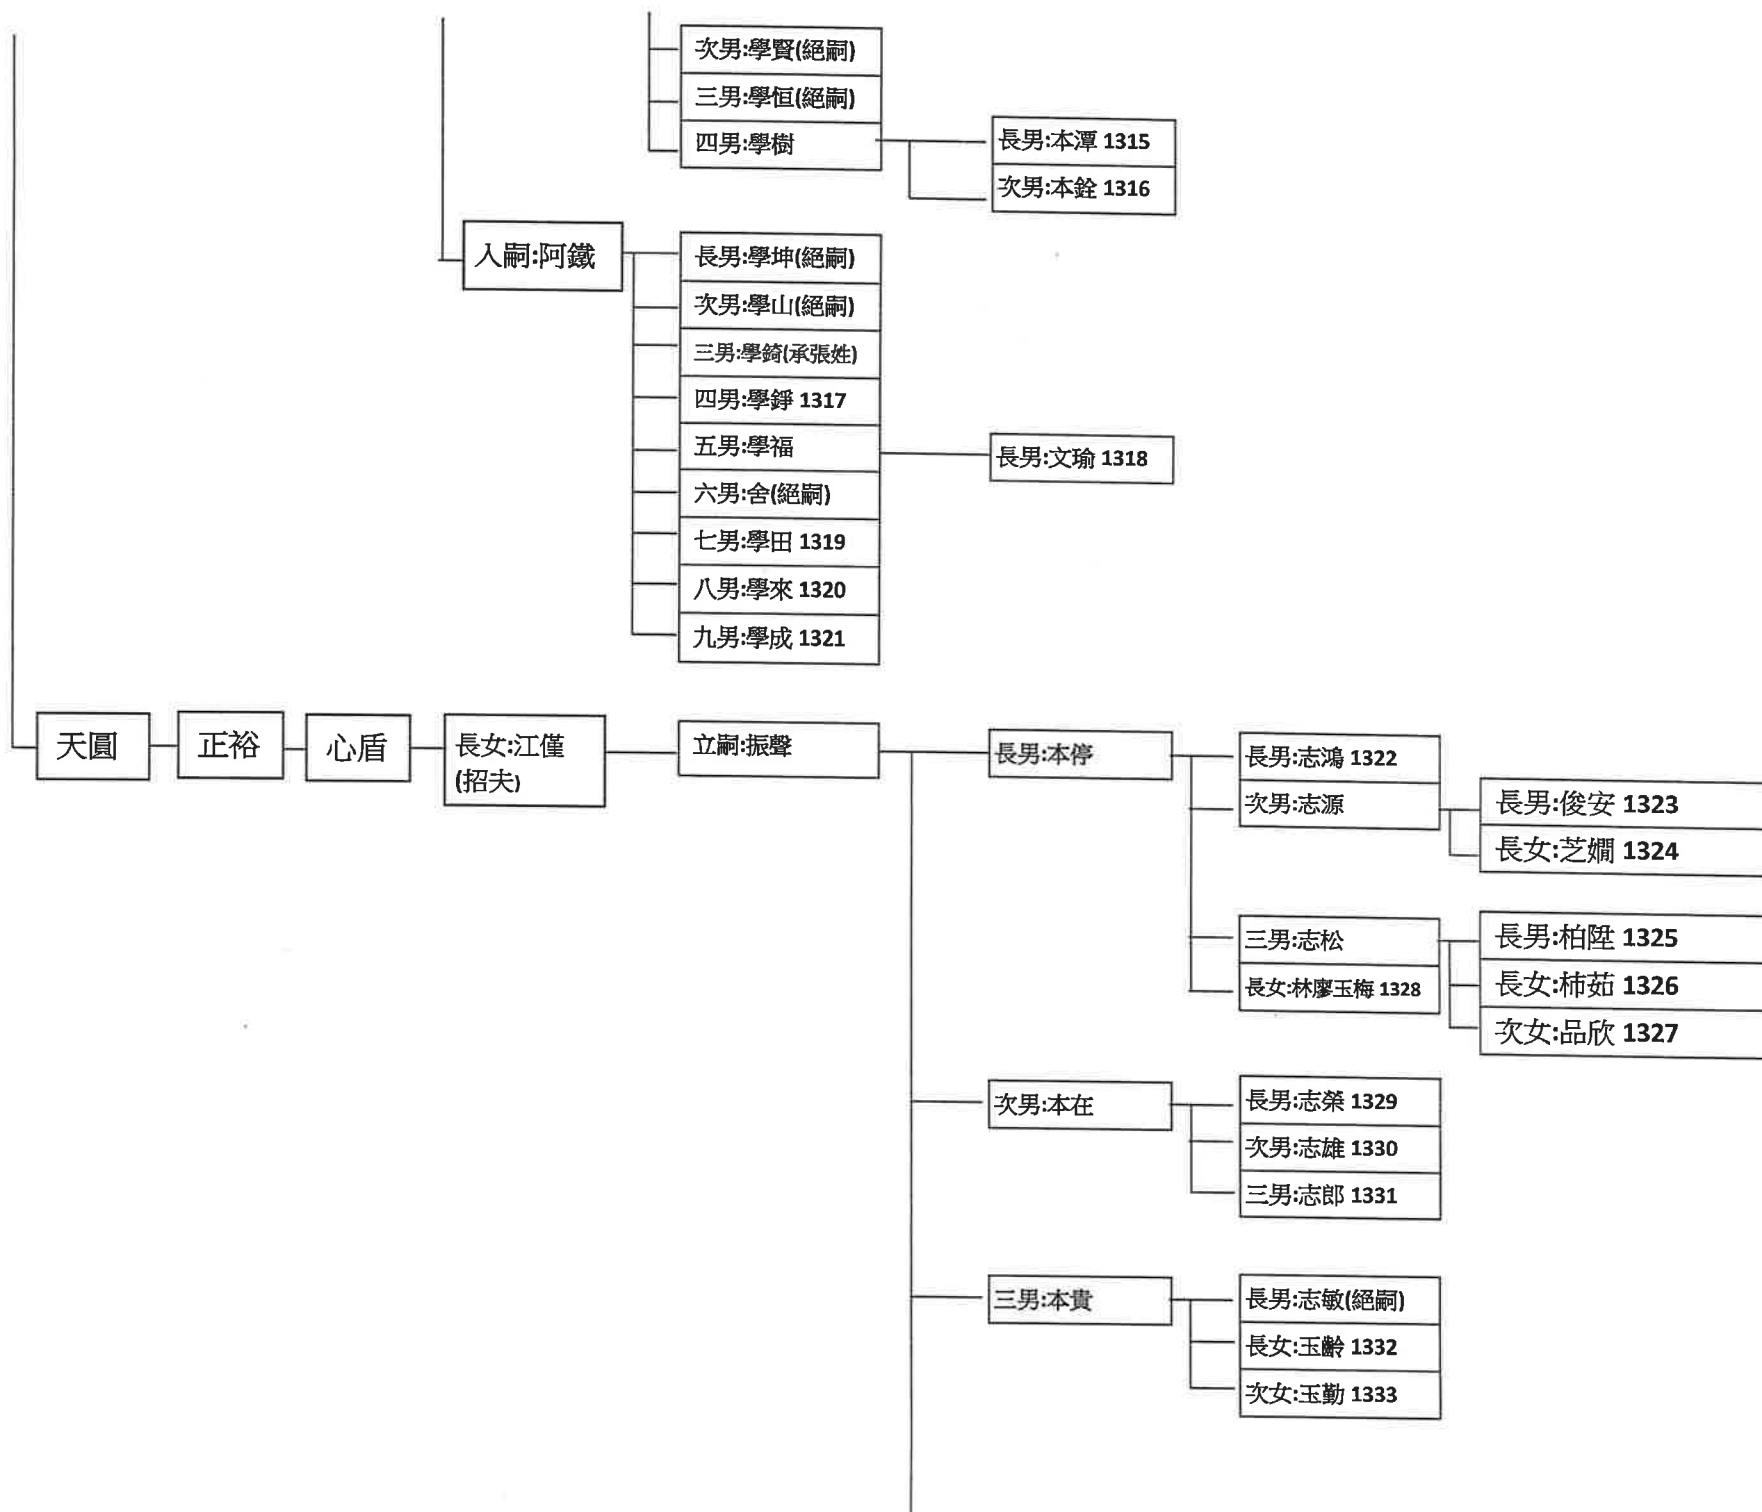 次男:學賢(絕嗣)
三男:學恒(絕嗣)
四男:學樹
長男:本潭 1315
次男:本銓 1316
入嗣:阿鐵
長男:學坤(絕嗣)
次男:學山(絕嗣)
三男:學錡(承張姓)
四男:學錚 1317
五男:學福
六男:舍(絕嗣)
七男:學田 1319
八男:學來 1320
九男:學成 1321
長男:文瑜 1318
天圓
正裕
心盾
長女:江僅
(招夫)
立嗣:振聲
長男:本停
長男:志鴻 1322
次男:志源
長男:俊安 1323
長女:芝嫺 1324
三男:志松
長女:林廖玉梅 1328
長男:柏陞 1325
長女:柿茹 1326
次女:品欣 1327
次男:本在
長男:志榮 1329
次男:志雄 1330
三男:志郎 1331
三男:本貴
長男:志敏(絕嗣)
長女:玉齡 1332
次女:玉勤 1333